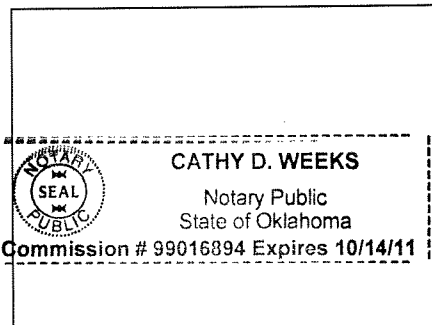 NOTARY
SEAL
PUBLIC
CATHY D. WEEKS
Notary Public
State of Oklahoma
Commission # 99016894 Expires 10/14/11